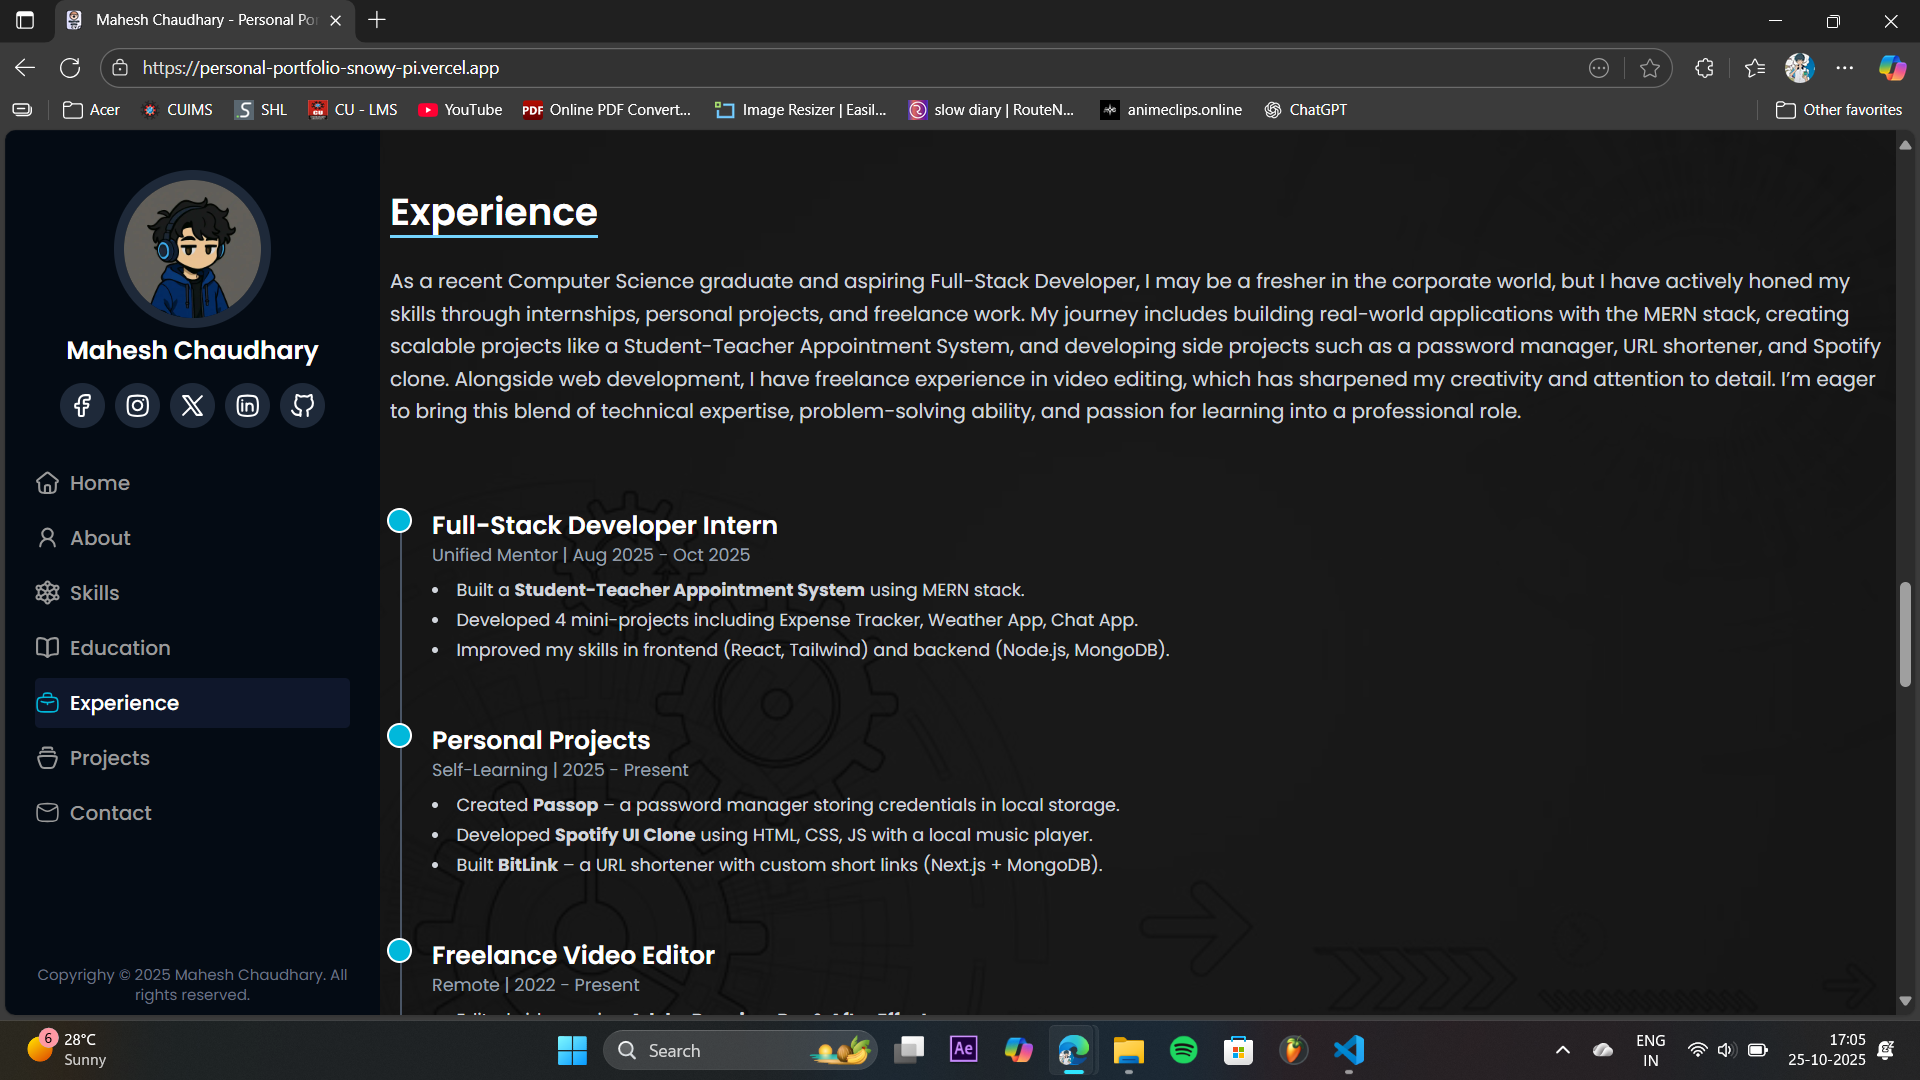 Mahesh Chaudhary - Personal Po
https://personal-portfolio-snowy-pi.vercel.app
Acer
CUIMS
SHL
CU - LMS
YouTube
PDF
Online PDF Convert...
Image Resizer | Easil...
slow diary | RouteN...
animeclips.online
ChatGPT
Other favorites
Mahesh Chaudhary
Home
About
Skills
Education
Experience
Projects
Contact
Copyrighy © 2025 Mahesh Chaudhary. All
rights reserved.
Experience
As a recent Computer Science graduate and aspiring Full-Stack Developer, I may be a fresher in the corporate world, but I have actively honed my
skills through internships, personal projects, and freelance work. My journey includes building real-world applications with the MERN stack, creating
scalable projects like a Student-Teacher Appointment System, and developing side projects such as a password manager, URL shortener, and Spotify
clone. Alongside web development, I have freelance experience in video editing, which has sharpened my creativity and attention to detail. I’m eager
to bring this blend of technical expertise, problem-solving ability, and passion for learning into a professional role.
Full-Stack Developer Intern
Unified Mentor | Aug 2025 - Oct 2025
• Built a Student-Teacher Appointment System using MERN stack.
• Developed 4 mini-projects including Expense Tracker, Weather App, Chat App.
• Improved my skills in frontend (React, Tailwind) and backend (Node.js, MongoDB).
Personal Projects
Self-Learning | 2025 - Present
• Created Passop – a password manager storing credentials in local storage.
• Developed Spotify UI Clone using HTML, CSS, JS with a local music player.
• Built BitLink – a URL shortener with custom short links (Next.js + MongoDB).
Freelance Video Editor
Remote | 2022 - Present
6
28°C
Sunny
Search
Ae
ENG
IN
17:05
25-10-2025